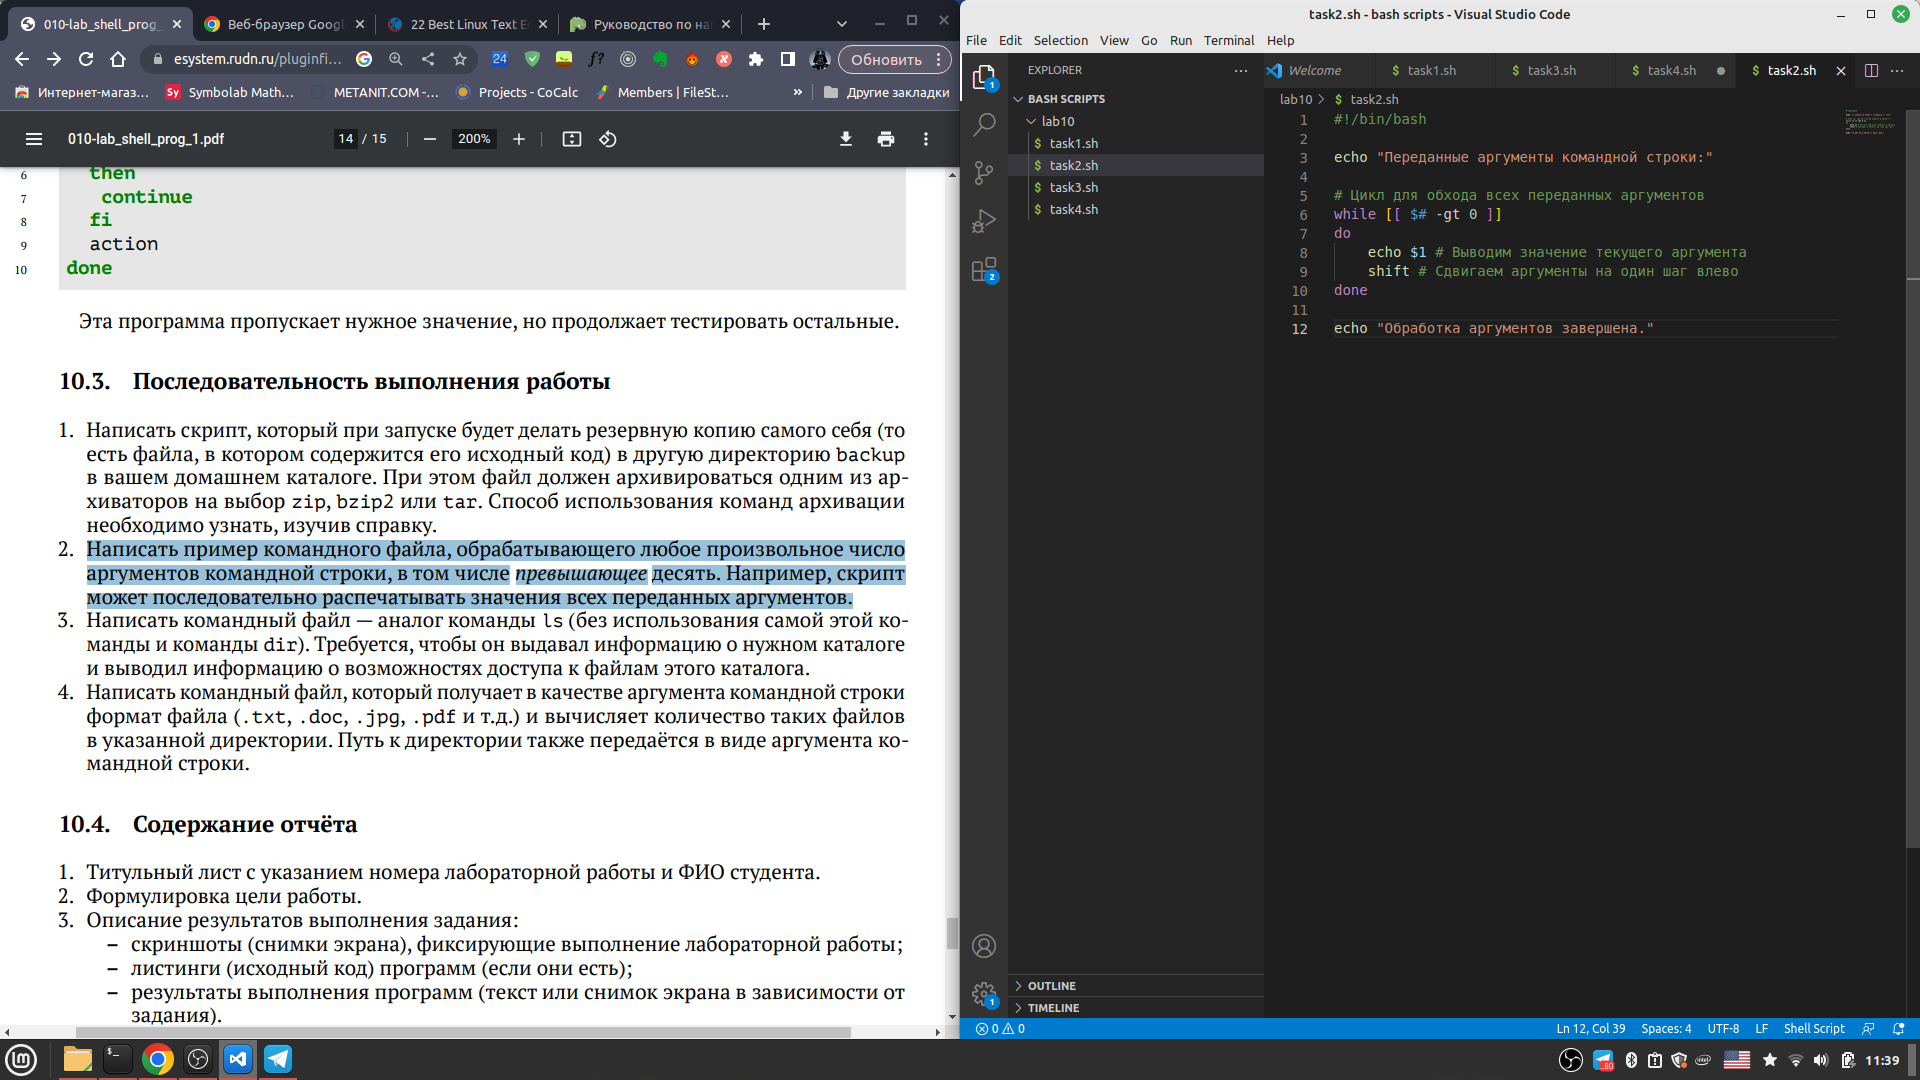 010-lab_shell_prog_
Веб-браузер Googl
22 Best Linux Text E
Руководство по на
esystem.rudn.ru/pluginfi...
24
f?
Обновить
Интернет-магаз...
Symbolab Math...
METANIT.COM -...
Projects - CoCalc
Members | FileSt...
»
Другие закладки
010-lab_shell_prog_1.pdf
14 / 15
200%
6 then
7 continue
8 fi
9 action
10 done
Эта программа пропускает нужное значение, но продолжает тестировать остальные.
10.3. Последовательность выполнения работы
1. Написать скрипт, который при запуске будет делать резервную копию самого себя (то
есть файла, в котором содержится его исходный код) в другую директорию backup
в вашем домашнем каталоге. При этом файл должен архивироваться одним из ар-
хиваторов на выбор zip, bzip2 или tar. Способ использования команд архивации
необходимо узнать, изучив справку.
2. Написать пример командного файла, обрабатывающего любое произвольное число
аргументов командной строки, в том числе превышающее десять. Например, скрипт
может последовательно распечатывать значения всех переданных аргументов.
3. Написать командный файл — аналог команды ls (без использования самой этой ко-
манды и команды dir). Требуется, чтобы он выдавал информацию о нужном каталоге
и выводил информацию о возможностях доступа к файлам этого каталога.
4. Написать командный файл, который получает в качестве аргумента командной строки
формат файла (.txt, .doc, .jpg, .pdf и т.д.) и вычисляет количество таких файлов
в указанной директории. Путь к директории также передаётся в виде аргумента ко-
мандной строки.
10.4. Содержание отчёта
1. Титульный лист с указанием номера лабораторной работы и ФИО студента.
2. Формулировка цели работы.
3. Описание результатов выполнения задания:
– скриншоты (снимки экрана), фиксирующие выполнение лабораторной работы;
– листинги (исходный код) программ (если они есть);
– результаты выполнения программ (текст или снимок экрана в зависимости от
задания).
task2.sh - bash scripts - Visual Studio Code
File Edit Selection View Go Run Terminal Help
EXPLORER
BASH SCRIPTS
lab10
$ task1.sh
$ task2.sh
$ task3.sh
$ task4.sh
OUTLINE
TIMELINE
1
2
1
Welcome
$ task1.sh
$ task3.sh
$ task4.sh
$ task2.sh
lab10 > $ task2.sh
1 #!/bin/bash
2
3 echo "Переданные аргументы командной строки:"
4
5 # Цикл для обхода всех переданных аргументов
6 while [[ $# -gt 0 ]]
7 do
8 echo $1 # Выводим значение текущего аргумента
9 shift # Сдвигаем аргументы на один шаг влево
10 done
11
12 echo "Обработка аргументов завершена."
0 0
Ln 12, Col 39
Spaces: 4
UTF-8
LF
Shell Script
11:39